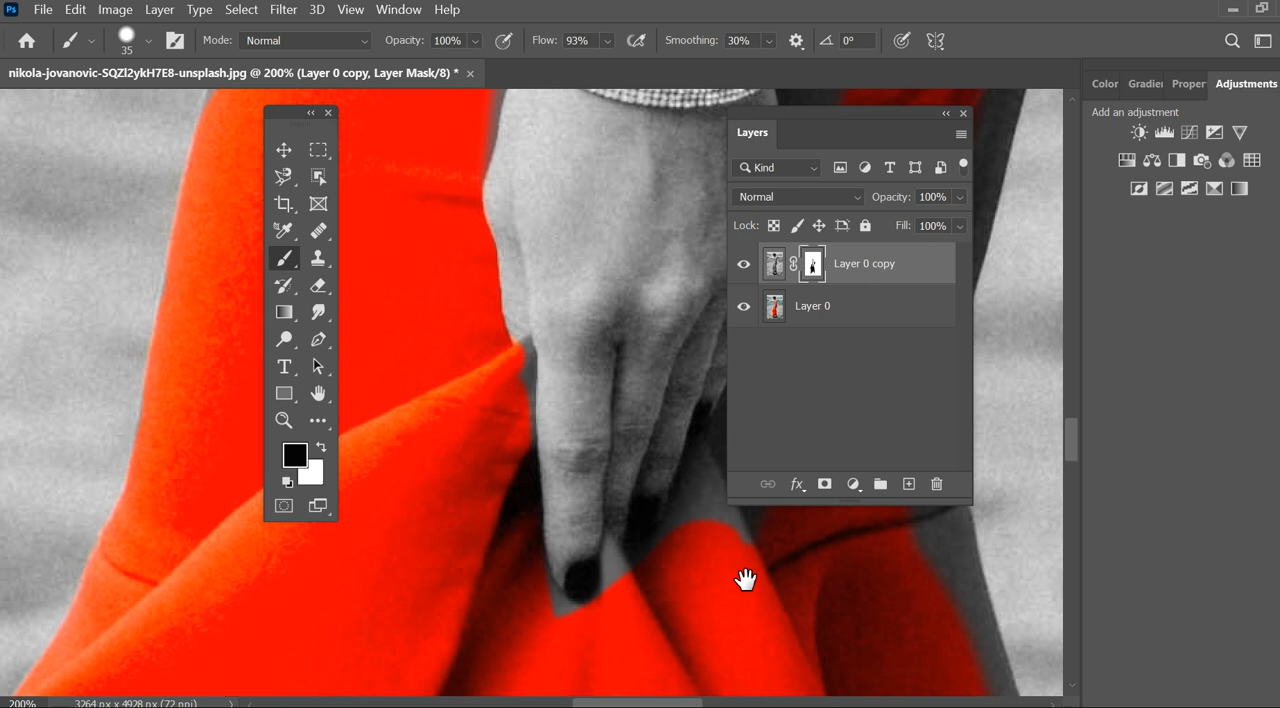 Ps File Edit Image Layer Type Select Filter 3D View Window Help
35 Mode: Normal Opacity: 100% Flow: 93% Smoothing: 30% 0°
nikola-jovanovic-SQZl2ykH7E8-unsplash.jpg @ 200% (Layer 0 copy, Layer Mask/8) * ×
Color Gradie Proper Adjustments
Add an adjustment
Layers
Kind
Normal Opacity: 100%
Lock: Fill: 100%
Layer 0 copy
Layer 0
200% 3264 px x 4928 px (72 ppi)